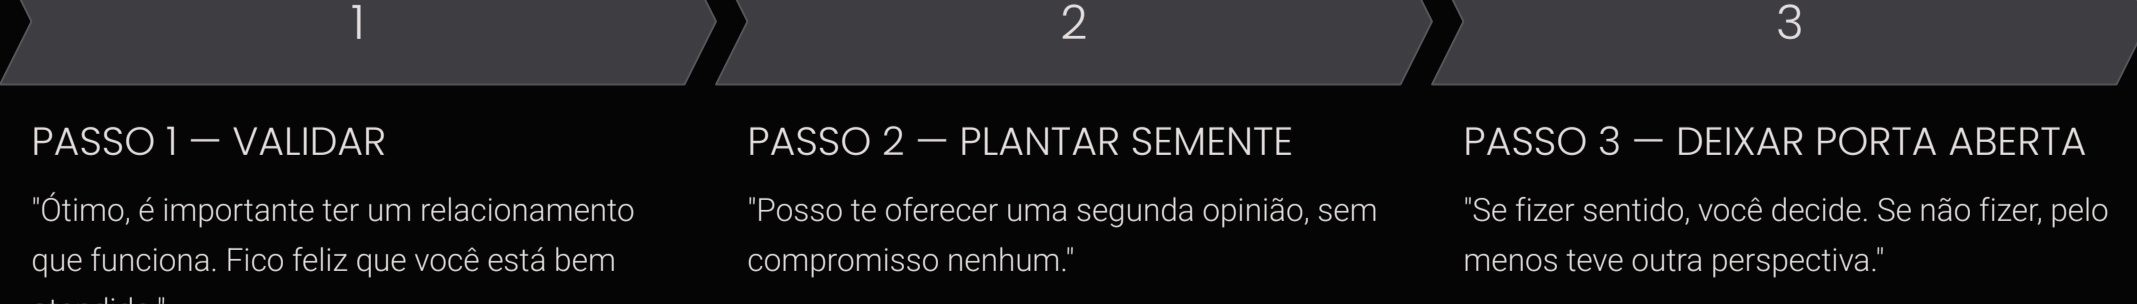 1
2
3
PASSO 1 — VALIDAR
"Ótimo, é importante ter um relacionamento
que funciona. Fico feliz que você está bem
PASSO 2 — PLANTAR SEMENTE
"Posso te oferecer uma segunda opinião, sem
compromisso nenhum."
PASSO 3 — DEIXAR PORTA ABERTA
"Se fizer sentido, você decide. Se não fizer, pelo
menos teve outra perspectiva."